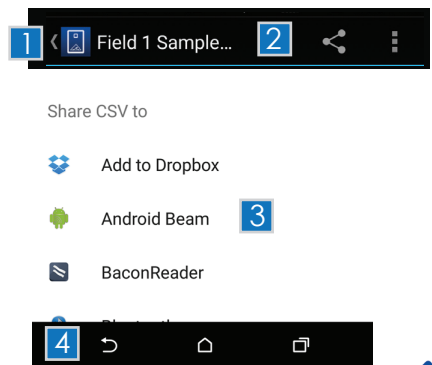 1 Field 1 Sample... 2
Share CSV to
Add to Dropbox
Android Beam 3
BaconReader
4